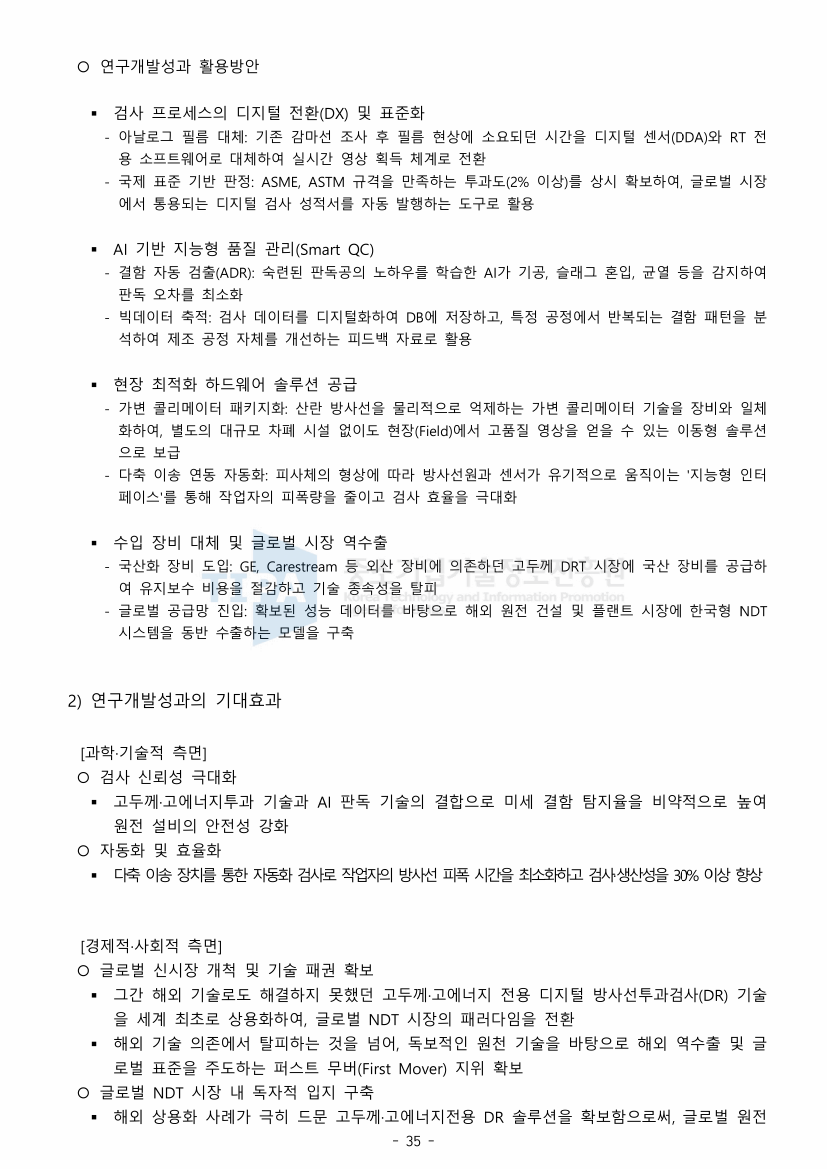 ○ 연구개발성과 활용방안
▪ 검사 프로세스의 디지털 전환(DX) 및 표준화
- 아날로그 필름 대체: 기존 감마선 조사 후 필름 현상에 소요되던 시간을 디지털 센서(DDA)와 RT 전
용 소프트웨어로 대체하여 실시간 영상 획득 체계로 전환
- 국제 표준 기반 판정: ASME, ASTM 규격을 만족하는 투과도(2% 이상)를 상시 확보하여, 글로벌 시장
에서 통용되는 디지털 검사 성적서를 자동 발행하는 도구로 활용
▪ AI 기반 지능형 품질 관리(Smart QC)
- 결함 자동 검출(ADR): 숙련된 판독공의 노하우를 학습한 AI가 기공, 슬래그 혼입, 균열 등을 감지하여
판독 오차를 최소화
- 빅데이터 축적: 검사 데이터를 디지털화하여 DB에 저장하고, 특정 공정에서 반복되는 결함 패턴을 분
석하여 제조 공정 자체를 개선하는 피드백 자료로 활용
▪ 현장 최적화 하드웨어 솔루션 공급
- 가변 콜리메이터 패키지화: 산란 방사선을 물리적으로 억제하는 가변 콜리메이터 기술을 장비와 일체
화하여, 별도의 대규모 차폐 시설 없이도 현장(Field)에서 고품질 영상을 얻을 수 있는 이동형 솔루션
으로 보급
- 다축 이송 연동 자동화: 피사체의 형상에 따라 방사선원과 센서가 유기적으로 움직이는 '지능형 인터
페이스'를 통해 작업자의 피폭량을 줄이고 검사 효율을 극대화
▪ 수입 장비 대체 및 글로벌 시장 역수출
- 국산화 장비 도입: GE, Carestream 등 외산 장비에 의존하던 고두께 DRT 시장에 국산 장비를 공급하
여 유지보수 비용을 절감하고 기술 종속성을 탈피
- 글로벌 공급망 진입: 확보된 성능 데이터를 바탕으로 해외 원전 건설 및 플랜트 시장에 한국형 NDT
시스템을 동반 수출하는 모델을 구축
TIPA 중소기업기술정보진흥원
Korea Technology and Information Promotion
2) 연구개발성과의 기대효과
[과학·기술적 측면]
○ 검사 신뢰성 극대화
▪ 고두께·고에너지투과 기술과 AI 판독 기술의 결합으로 미세 결함 탐지율을 비약적으로 높여
원전 설비의 안전성 강화
○ 자동화 및 효율화
▪ 다축 이송 장치를 통한 자동화 검사로 작업자의 방사선 피폭 시간을 최소화하고 검사·생산성을 30% 이상 향상
[경제적·사회적 측면]
○ 글로벌 신시장 개척 및 기술 패권 확보
▪ 그간 해외 기술로도 해결하지 못했던 고두께·고에너지 전용 디지털 방사선투과검사(DR) 기술
을 세계 최초로 상용화하여, 글로벌 NDT 시장의 패러다임을 전환
▪ 해외 기술 의존에서 탈피하는 것을 넘어, 독보적인 원천 기술을 바탕으로 해외 역수출 및 글
로벌 표준을 주도하는 퍼스트 무버(First Mover) 지위 확보
○ 글로벌 NDT 시장 내 독자적 입지 구축
▪ 해외 상용화 사례가 극히 드문 고두께·고에너지전용 DR 솔루션을 확보함으로써, 글로벌 원전
- 35 -